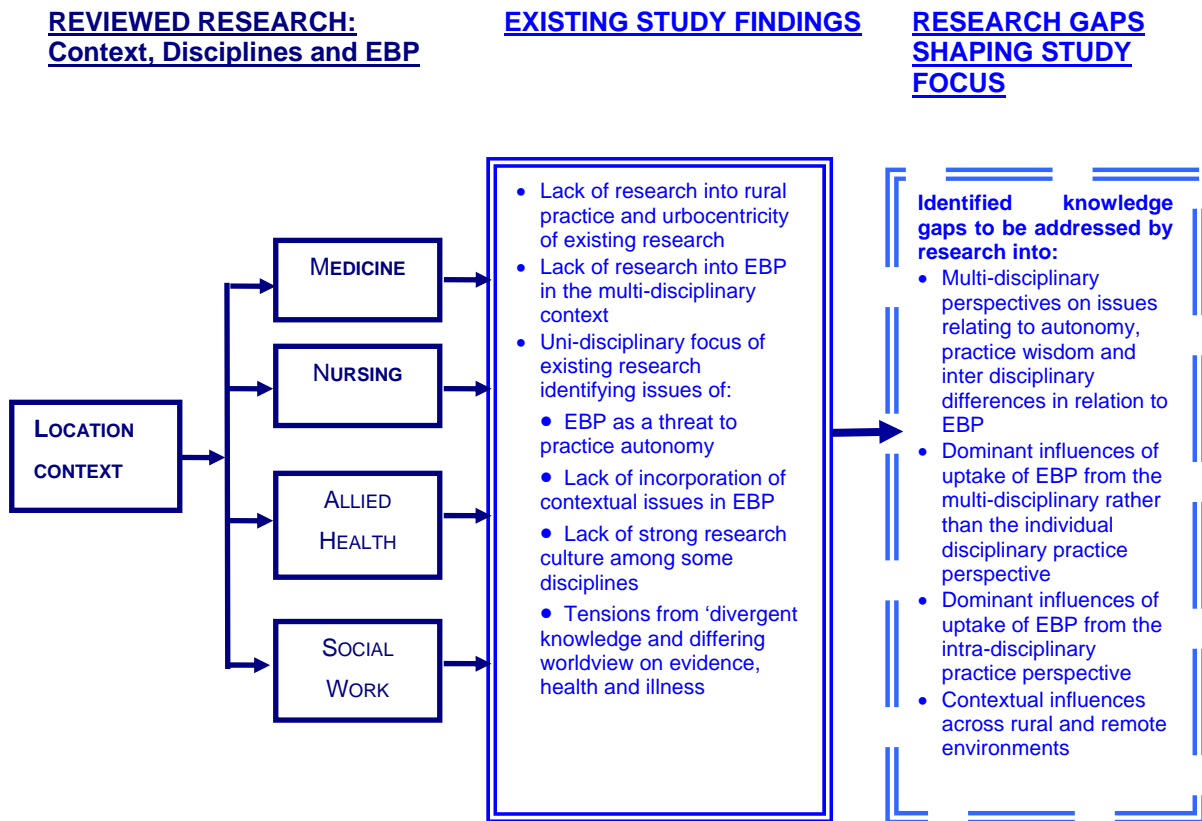 REVIEWED RESEARCH:
Context, Disciplines and EBP
EXISTING STUDY FINDINGS
RESEARCH GAPS
SHAPING STUDY
FOCUS
LOCATION
CONTEXT
MEDICINE
NURSING
ALLIED
HEALTH
SOCIAL
WORK
• Lack of research into rural
practice and urbocentricity
of existing research
• Lack of research into EBP
in the multi-disciplinary
context
• Uni-disciplinary focus of
existing research
identifying issues of:
• EBP as a threat to
practice autonomy
• Lack of incorporation of
contextual issues in EBP
• Lack of strong research
culture among some
disciplines
• Tensions from ‘divergent
knowledge and differing
worldview on evidence,
health and illness
Identified knowledge
gaps to be addressed by
research into:
• Multi-disciplinary
perspectives on issues
relating to autonomy,
practice wisdom and
inter disciplinary
differences in relation to
EBP
• Dominant influences of
uptake of EBP from the
multi-disciplinary rather
than the individual
disciplinary practice
perspective
• Dominant influences of
uptake of EBP from the
intra-disciplinary
practice perspective
• Contextual influences
across rural and remote
environments